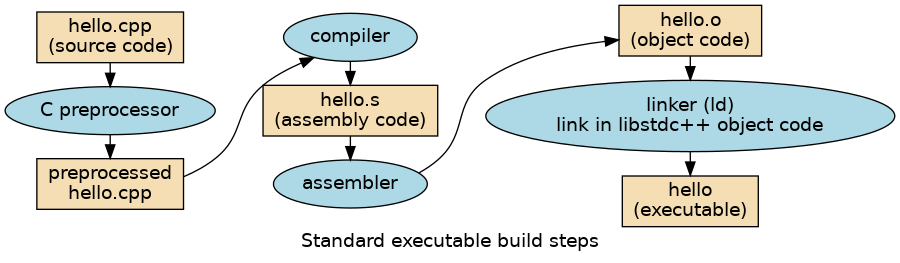 hello.cpp
(source code)
C preprocessor
preprocessed
hello.cpp
compiler
hello.s
(assembly code)
assembler
hello.o
(object code)
linker (ld)
link in libstdc++ object code
hello
(executable)
Standard executable build steps